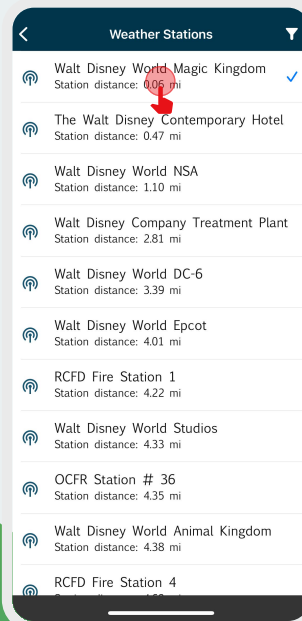 Weather Stations
Walt Disney World Magic Kingdom
Station distance: 0.06 mi
The Walt Disney Contemporary Hotel
Station distance: 0.47 mi
Walt Disney World NSA
Station distance: 1.10 mi
Walt Disney Company Treatment Plant
Station distance: 2.81 mi
Walt Disney World DC-6
Station distance: 3.39 mi
Walt Disney World Epcot
Station distance: 4.01 mi
RCFD Fire Station 1
Station distance: 4.22 mi
Walt Disney World Studios
Station distance: 4.33 mi
OCFR Station # 36
Station distance: 4.35 mi
Walt Disney World Animal Kingdom
Station distance: 4.38 mi
RCFD Fire Station 4